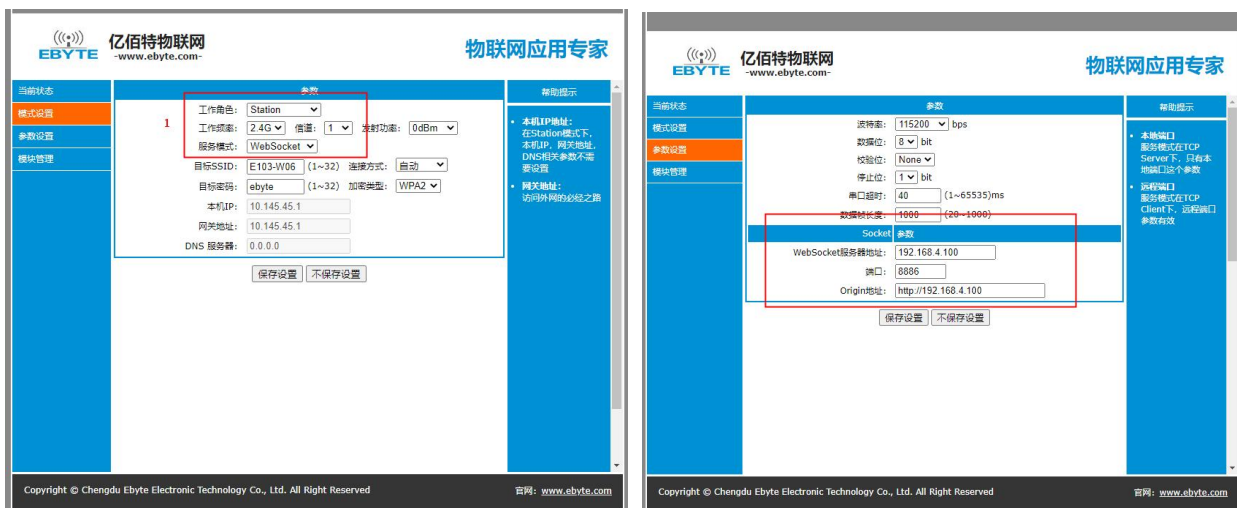 EBYTE 亿佰特物联网
-www.ebyte.com-
物联网应用专家
当前状态
模式设置
参数设置
模块管理
参数
1
工作角色: Station
工作频率: 2.4G 信道: 1 发射功率: 0dBm
服务模式: WebSocket
目标SSID: E103-W06 (1~32) 连接方式: 自动
目标密码: ebyte (1~32) 加密类型: WPA2
本机IP: 10.145.45.1
网关地址: 10.145.45.1
DNS 服务器: 0.0.0.0
保存设置 不保存设置
帮助提示
• 本机IP地址:
在Station模式下,
本机IP, 网关地址,
DNS相关参数不需
要设置
• 网关地址:
访问外网的必经之路
Copyright © Chengdu Ebyte Electronic Technology Co., Ltd. All Right Reserved
官网: www.ebyte.com
EBYTE 亿佰特物联网
-www.ebyte.com-
物联网应用专家
当前状态
模式设置
参数设置
模块管理
参数
波特率: 115200 bps
数据位: 8 bit
校验位: None
停止位: 1 bit
串口超时: 40 (1~65535)ms
数据帧长度: 1000 (20~1000)
Socket 参数
WebSocket服务器地址: 192.168.4.100
端口: 8886
Origin地址: http://192.168.4.100
保存设置 不保存设置
帮助提示
• 本地端口
服务模式在TCP
Server下, 只有本
地端口这个参数
• 远程端口
服务模式在TCP
Client下, 远程端口
参数有效
Copyright © Chengdu Ebyte Electronic Technology Co., Ltd. All Right Reserved
官网: www.ebyte.com